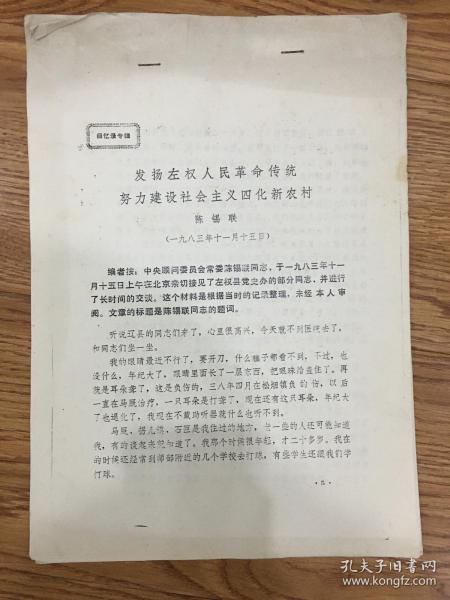 回忆录专辑
发扬左权人民革命传统
努力建设社会主义四化新农村
陈锡联
（一九八三年十一月十五日）
编者按：中央顾问委员会常委陈锡联同志，于一九八三年十一
月十五日上午在北京亲切接见了左权县党史办的部分同志，并进行
了长时间的交谈。这个材料是根据当时的记录整理，未经本人审
阅。文章的标题是陈锡联同志的题词。
听说辽县的同志们来了，心里很高兴，今天就不到医院去了，
和同志们坐一坐。
我的眼睛最近不行了，要开刀，什么椎子都看不到，不过，也
没什么，年纪大了。眼睛里面长了一层东西，把眼珠给盖住了。再
就是耳朵聋了，这是负伤的，三八年四月在松烟镇负的伤，以后
一直在马厩治疗，一只耳朵是打聋了，现在还有这只耳朵，年纪大
了也退化了，我现在不戴助听器就什么也听不到。
马厩、拐儿镇、石匣是我住过的地方，老一些的人还可能知道
我，有的谈起来就知道了。我那个时候很年轻，才二十多岁。我在
的时候还经常到师部附近的几个学校去打球，有些学生还跟我们学
打球。
孔夫子旧书网
www.kongfz.com